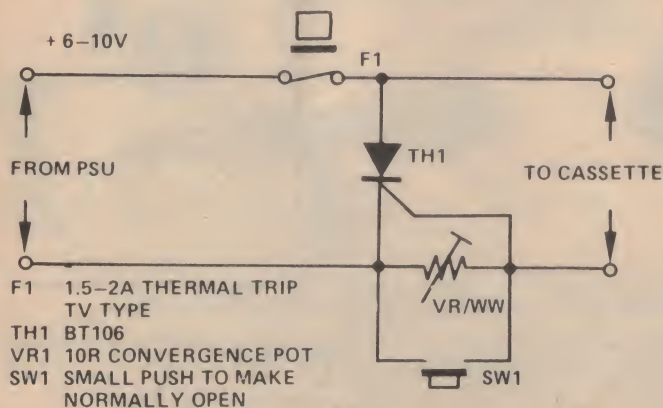 + 6–10V
F1
TH1
FROM PSU
TO CASSETTE
VR/WW
SW1
F1 1.5–2A THERMAL TRIP
TV TYPE
TH1 BT106
VR1 10R CONVERGENCE POT
SW1 SMALL PUSH TO MAKE
NORMALLY OPEN